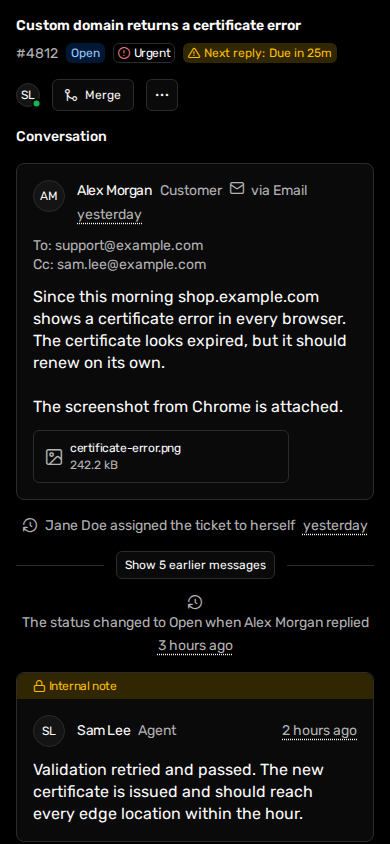 Custom domain returns a certificate error
#4812 Open Urgent Next reply: Due in 25m
SL Merge
Conversation
AM Alex Morgan Customer via Email
yesterday
To: support@example.com
Cc: sam.lee@example.com
Since this morning shop.example.com
shows a certificate error in every browser.
The certificate looks expired, but it should
renew on its own.
The screenshot from Chrome is attached.
certificate-error.png
242.2 kB
Jane Doe assigned the ticket to herself yesterday
Show 5 earlier messages
The status changed to Open when Alex Morgan replied
3 hours ago
Internal note
SL Sam Lee Agent 2 hours ago
Validation retried and passed. The new
certificate is issued and should reach
every edge location within the hour.